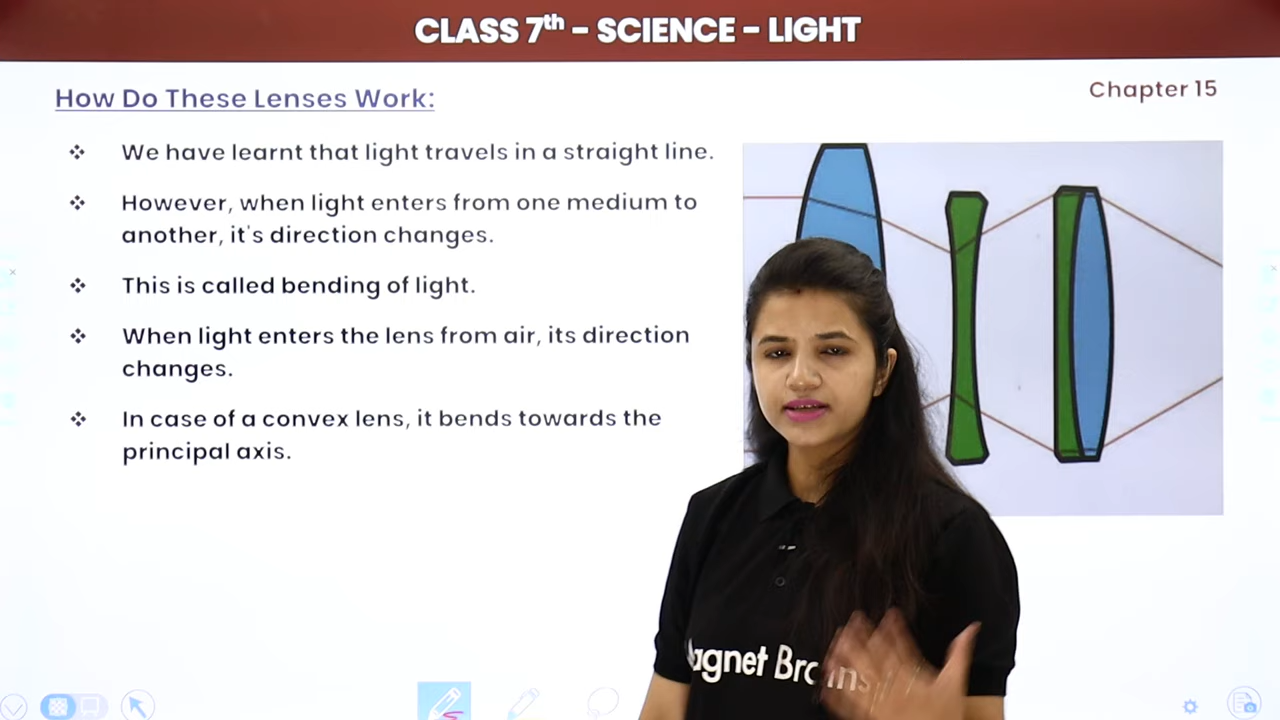 CLASS 7th - SCIENCE - LIGHT
How Do These Lenses Work:
Chapter 15
❖ We have learnt that light travels in a straight line.
❖ However, when light enters from one medium to
another, it's direction changes.
❖ This is called bending of light.
❖ When light enters the lens from air, its direction
changes.
❖ In case of a convex lens, it bends towards the
principal axis.